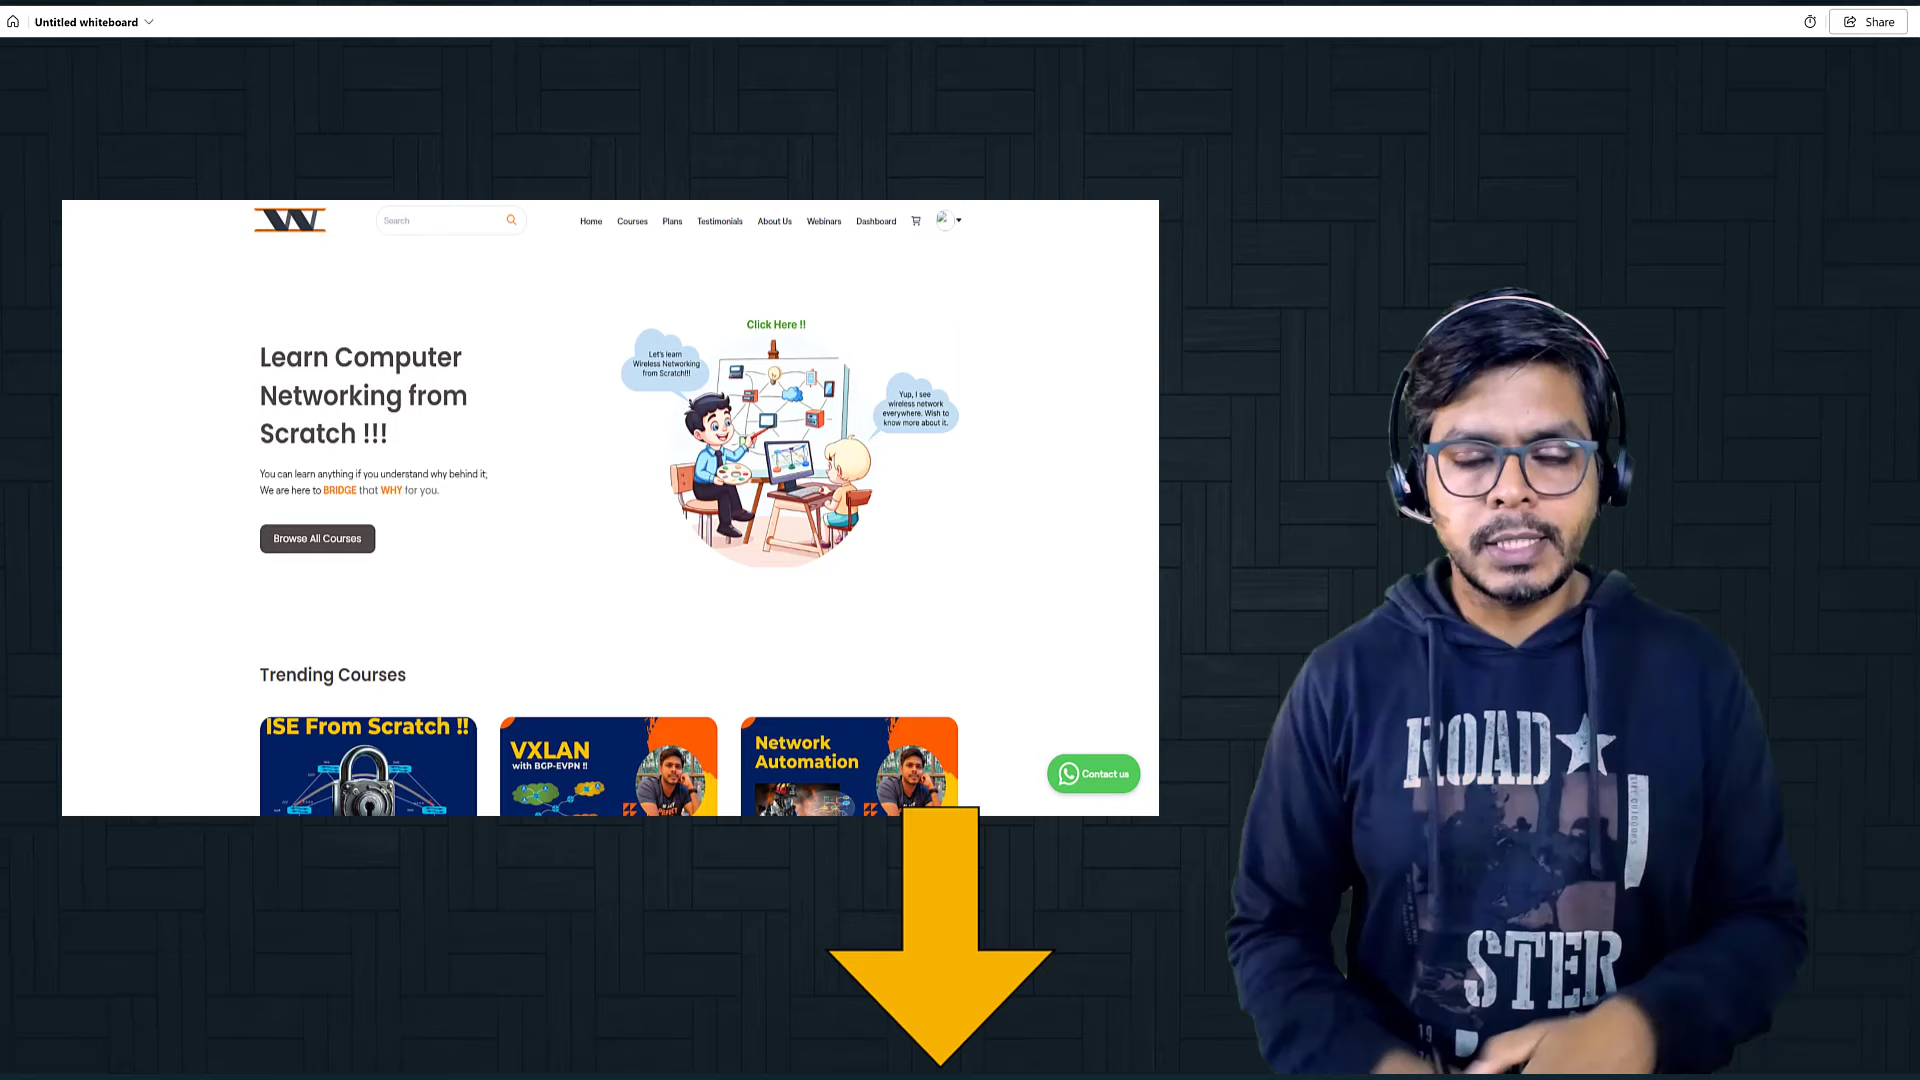 Untitled whiteboard
Share
W
Search
Home Courses Plans Testimonials About Us Webinars Dashboard
Click Here !!
Let's learn
Wireless Networking
from Scratch!!!
Yup, I see
wireless network
everywhere. Wish to
know more about it.
Learn Computer
Networking from
Scratch !!!
You can learn anything if you understand why behind it;
We are here to BRIDGE that WHY for you.
Browse All Courses
Trending Courses
ISE From Scratch !!
VXLAN
with BGP-EVPN !!
Network
Automation
Contact us
ROAD
STER
19